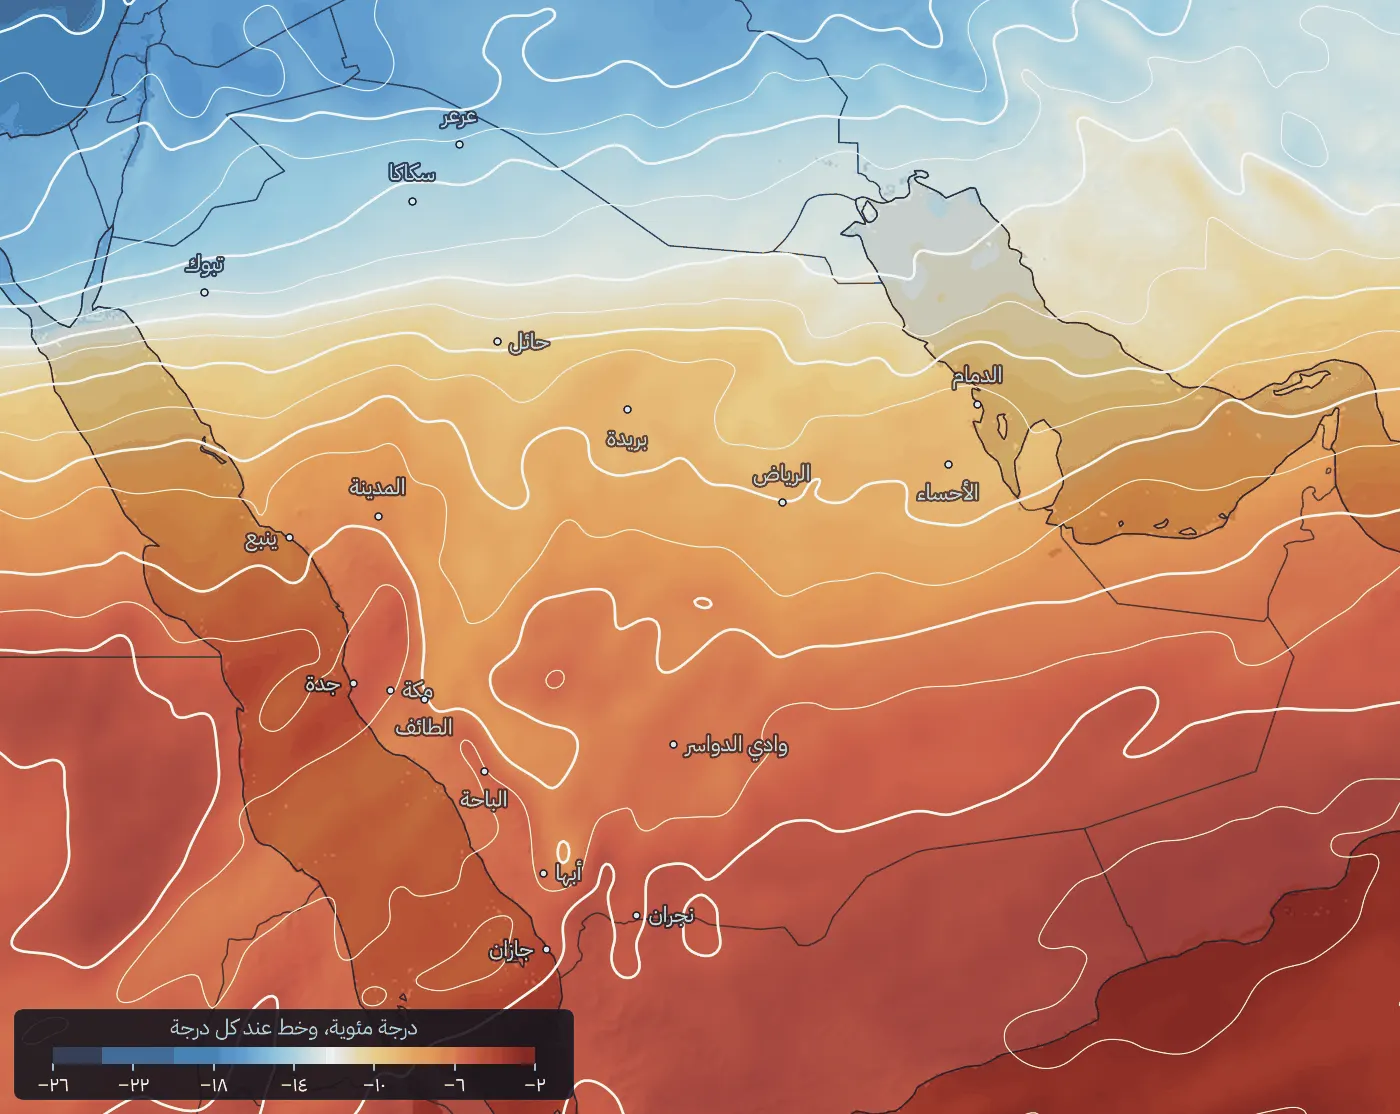 عرعر
سكاكا
تبوك
حائل
الدمام
بريدة
الرياض
الأحساء
المدينة
ينبع
جدة
مكة
الطائف
وادي الدواسر
الباحة
أبها
نجران
جازان
درجة مئوية، وخط عند كل درجة
−٢٦ −٢٢ −١٨ −١٤ −١٠ −٦ −٢